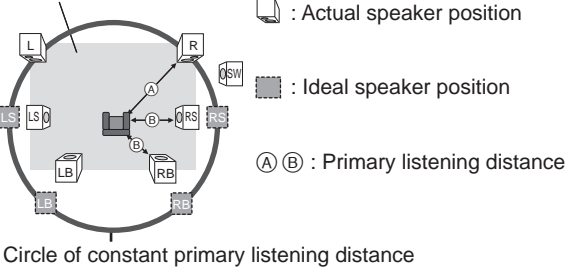 L
R
SW
: Actual speaker position
LS
LS
RS
RS
A
B
B
: Ideal speaker position
LB
RB
LB
RB
A B : Primary listening distance
Circle of constant primary listening distance